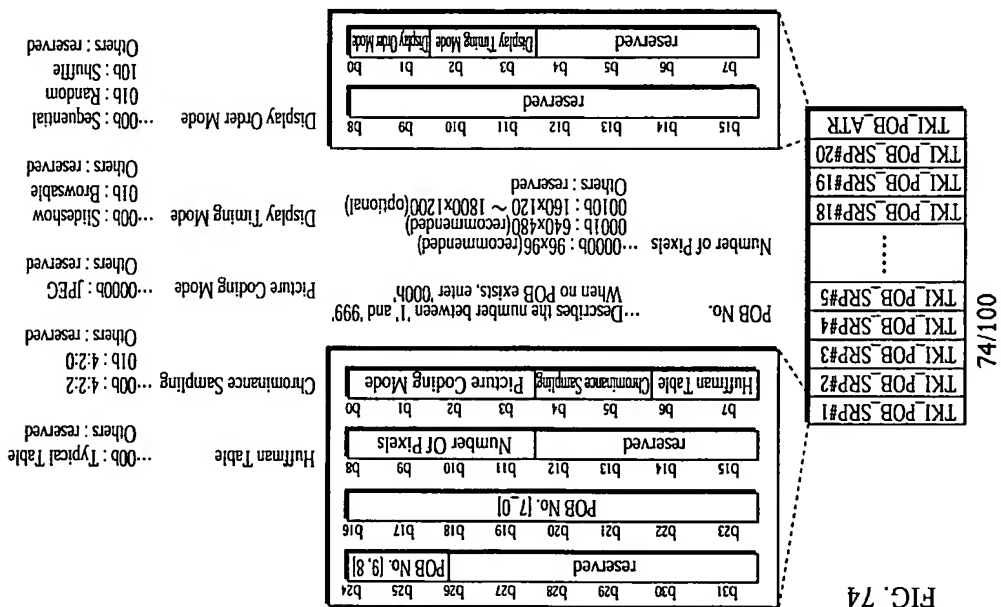 74/100
FIG. 74
TKI_POB_SRP#1
TKI_POB_SRP#2
TKI_POB_SRP#3
TKI_POB_SRP#4
TKI_POB_SRP#5
⋮
TKI_POB_SRP#18
TKI_POB_SRP#19
TKI_POB_SRP#20
TKI_POB_ATR
b31 b30 b29 b28 b27 b26 b25 b24
reserved POB No. [9, 8]
b23 b22 b21 b20 b19 b18 b17 b16
POB No. [7_0]
b15 b14 b13 b12 b11 b10 b9 b8
reserved Number Of Pixels
b7 b6 b5 b4 b3 b2 b1 b0
Huffman Table Chrominance Sampling Picture Coding Mode
POB No. ...Describes the number between '1' and '999'
When no POB exists, enter '000h'
Number of Pixels ...0000b : 96x96(recommended)
0001b : 640x480(recommended)
0010b : 160x120 ~ 1800x1200(optional)
Others : reserved
b15 b14 b13 b12 b11 b10 b9 b8
reserved
b7 b6 b5 b4 b3 b2 b1 b0
reserved Display Timing Mode Display Order Mode
Huffman Table ...00b : Typical Table
Others : reserved
Chrominance Sampling ...00b : 4:2:2
01b : 4:2:0
Others : reserved
Picture Coding Mode ...0000b : JPEG
Others : reserved
Display Timing Mode ...00b : Slideshow
01b : Browsable
Others : reserved
Display Order Mode ...00b : Sequential
01b : Random
10b : Shuffle
Others : reserved